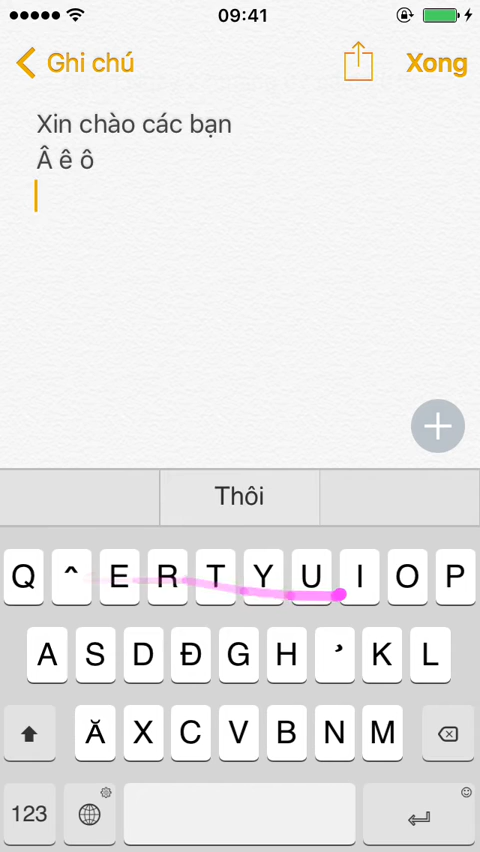 09:41
Ghi chú Xong
Xin chào các bạn
Â ê ô
Thôi
Q ^ E R T Y U I O P
A S D Đ G H ̉ K L
Ă X C V B N M
123